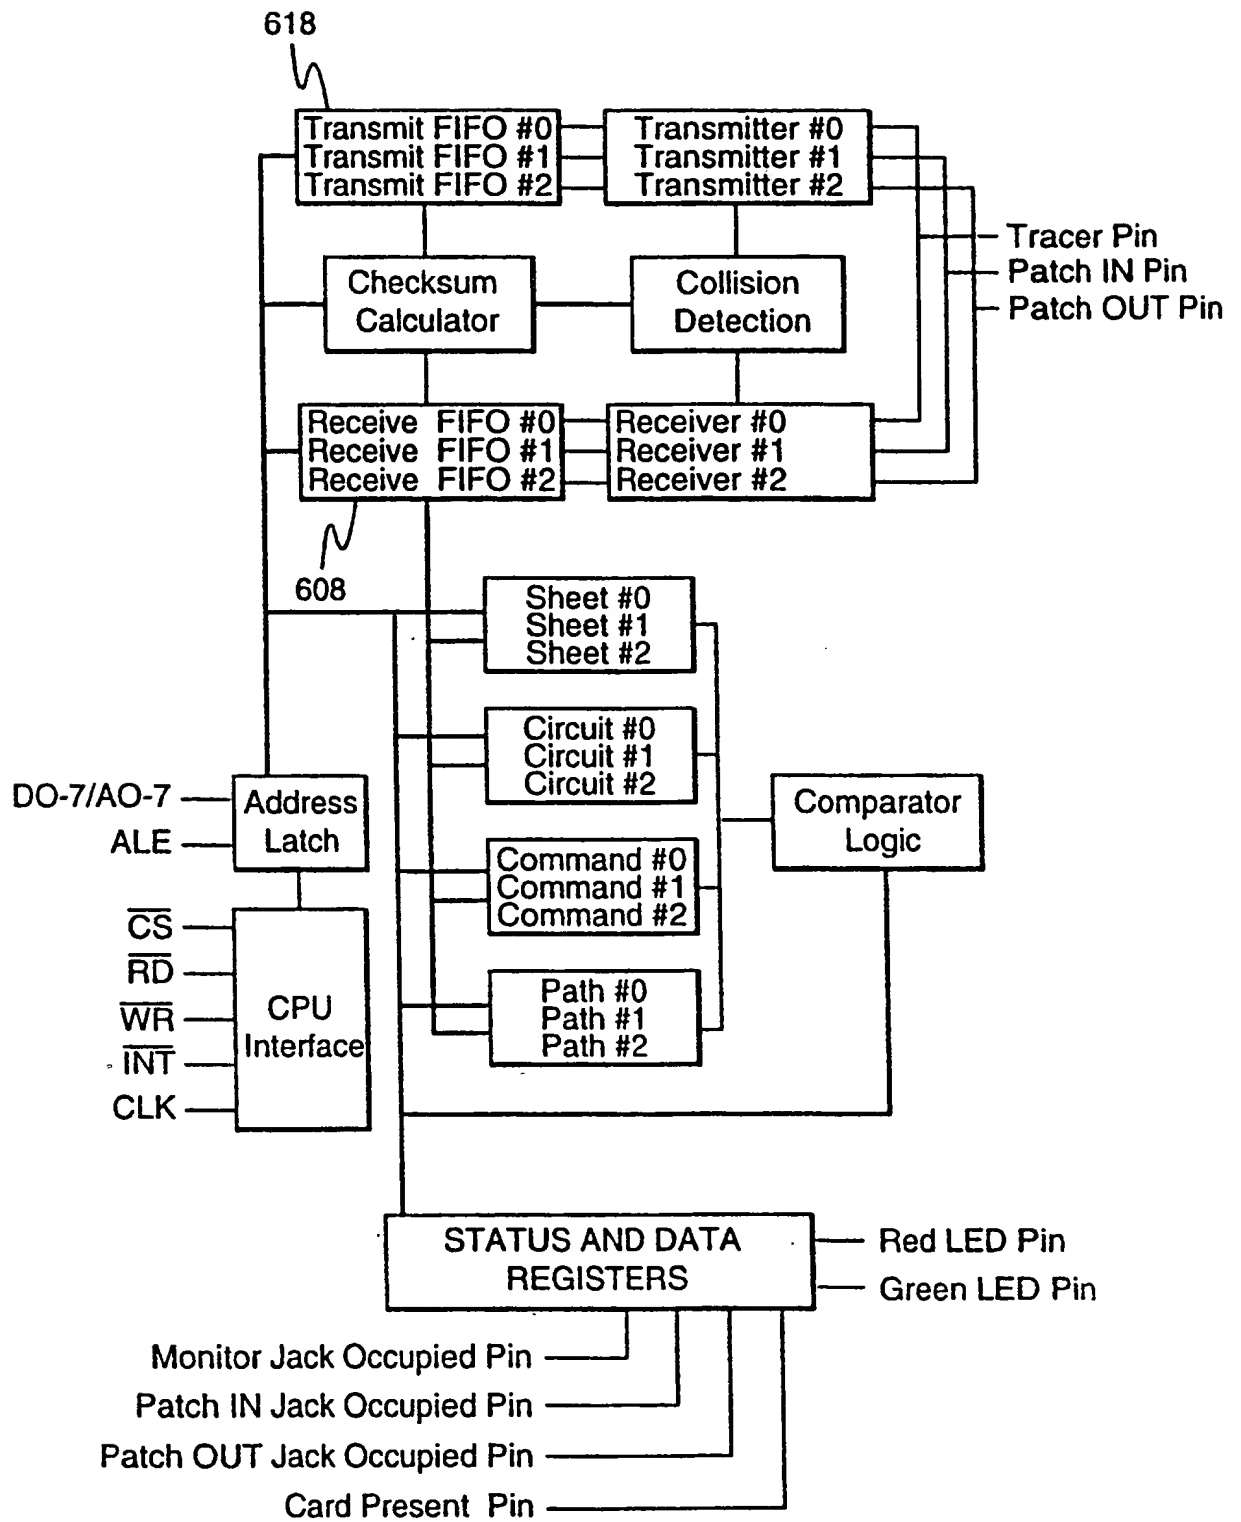 618
Transmit FIFO #0
Transmit FIFO #1
Transmit FIFO #2
Transmitter #0
Transmitter #1
Transmitter #2
Tracer Pin
Patch IN Pin
Patch OUT Pin
Checksum
Calculator
Collision
Detection
Receive FIFO #0
Receive FIFO #1
Receive FIFO #2
Receiver #0
Receiver #1
Receiver #2
608
Sheet #0
Sheet #1
Sheet #2
Circuit #0
Circuit #1
Circuit #2
DO-7/AO-7
ALE
Address
Latch
Comparator
Logic
Command #0
Command #1
Command #2
C̅S̅
R̅D̅
W̅R̅
I̅N̅T̅
CLK
CPU
Interface
Path #0
Path #1
Path #2
STATUS AND DATA
REGISTERS
Red LED Pin
Green LED Pin
Monitor Jack Occupied Pin
Patch IN Jack Occupied Pin
Patch OUT Jack Occupied Pin
Card Present Pin